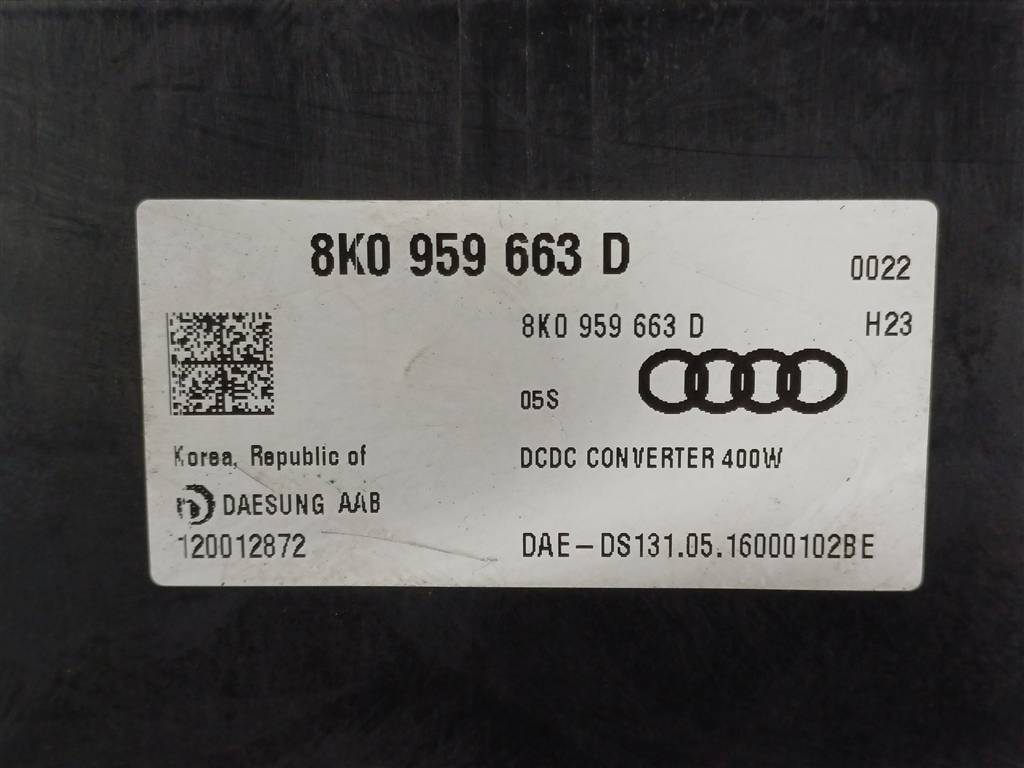 8K0 959 663 D
0022
8K0 959 663 D
H23
05S
Korea, Republic of
DCDC CONVERTER 400W
DAESUNG AAB
120012872
DAE-DS131.05.16000102BE